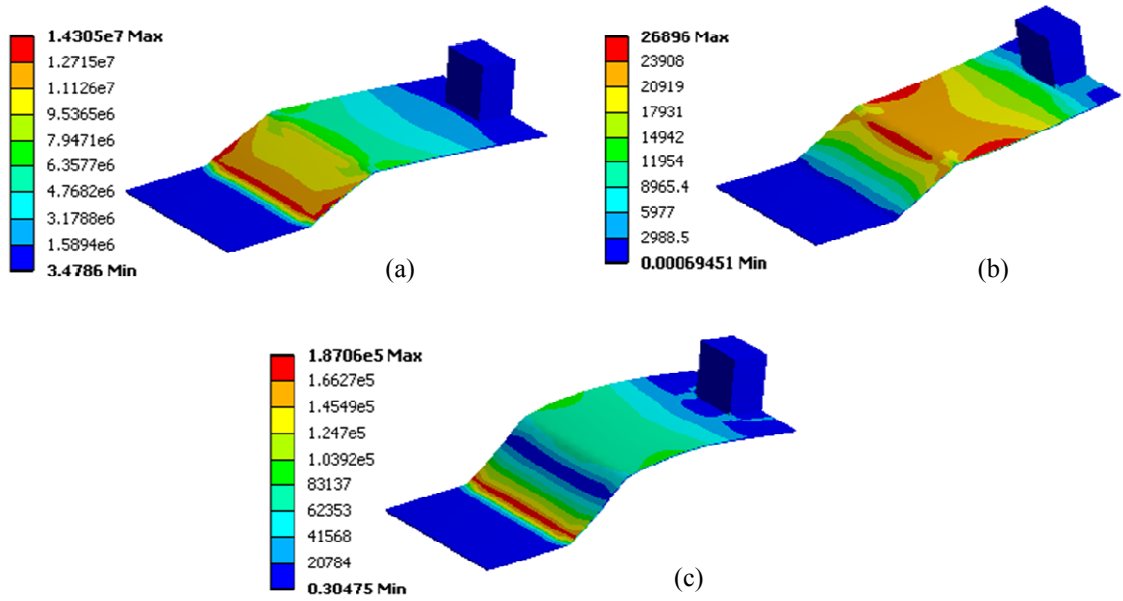 1.4305e7 Max
1.2715e7
1.1126e7
9.5365e6
7.9471e6
6.3577e6
4.7682e6
3.1788e6
1.5894e6
3.4786 Min
(a)
26896 Max
23908
20919
17931
14942
11954
8965.4
5977
2988.5
0.00069451 Min
(b)
1.8706e5 Max
1.6627e5
1.4549e5
1.247e5
1.0392e5
83137
62353
41568
20784
0.30475 Min
(c)